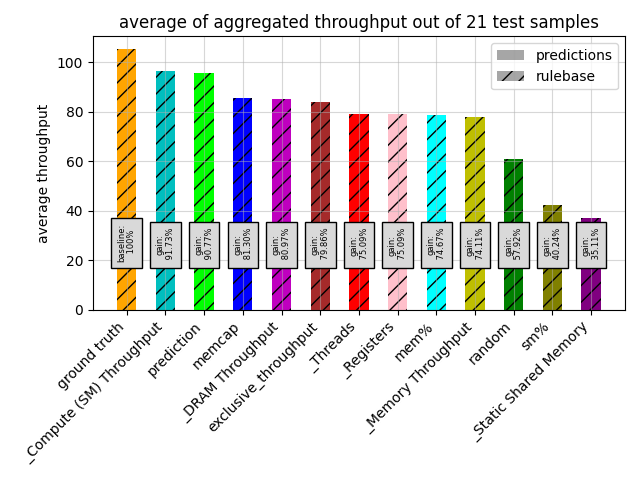 average of aggregated throughput out of 21 test samples
predictions
rulebase
average throughput
100
80
60
40
20
0
baseline:
100%
gain:
91.73%
gain:
90.77%
gain:
81.30%
gain:
80.97%
gain:
79.86%
gain:
75.09%
gain:
75.09%
gain:
74.67%
gain:
74.11%
gain:
57.92%
gain:
40.24%
gain:
35.11%
ground truth
_Compute (SM) Throughput
prediction
memcap
_DRAM Throughput
exclusive_throughput
_Threads
_Registers
mem%
_Memory Throughput
random
sm%
_Static Shared Memory